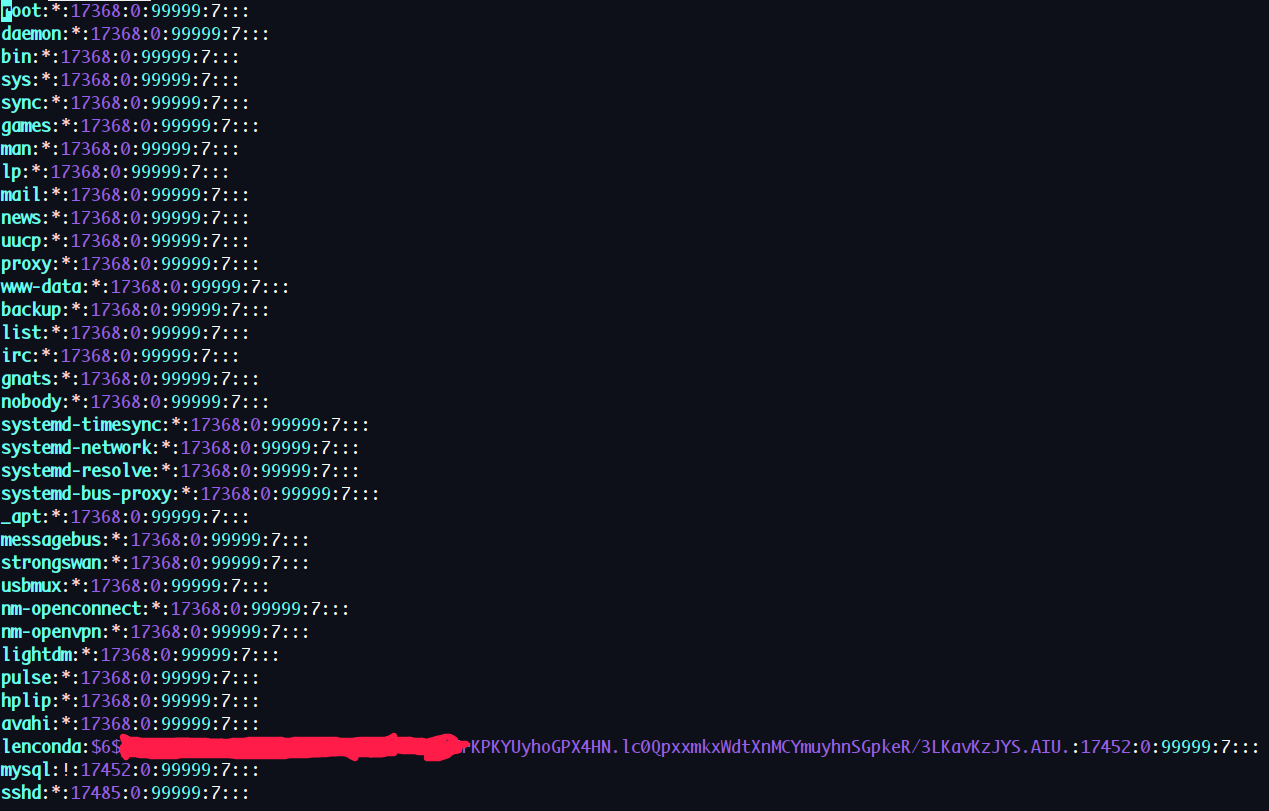 root:*:17368:0:99999:7:::
daemon:*:17368:0:99999:7:::
bin:*:17368:0:99999:7:::
sys:*:17368:0:99999:7:::
sync:*:17368:0:99999:7:::
games:*:17368:0:99999:7:::
man:*:17368:0:99999:7:::
lp:*:17368:0:99999:7:::
mail:*:17368:0:99999:7:::
news:*:17368:0:99999:7:::
uucp:*:17368:0:99999:7:::
proxy:*:17368:0:99999:7:::
www-data:*:17368:0:99999:7:::
backup:*:17368:0:99999:7:::
list:*:17368:0:99999:7:::
irc:*:17368:0:99999:7:::
gnats:*:17368:0:99999:7:::
nobody:*:17368:0:99999:7:::
systemd-timesync:*:17368:0:99999:7:::
systemd-network:*:17368:0:99999:7:::
systemd-resolve:*:17368:0:99999:7:::
systemd-bus-proxy:*:17368:0:99999:7:::
_apt:*:17368:0:99999:7:::
messagebus:*:17368:0:99999:7:::
strongswan:*:17368:0:99999:7:::
usbmux:*:17368:0:99999:7:::
nm-openconnect:*:17368:0:99999:7:::
nm-openvpn:*:17368:0:99999:7:::
lightdm:*:17368:0:99999:7:::
pulse:*:17368:0:99999:7:::
hplip:*:17368:0:99999:7:::
avahi:*:17368:0:99999:7:::
lenconda:$6$ KPKYUyhoGPX4HN.lc0QpxxmkxWdtXnMCYmuyhnSGpkeR/3LKavKzJYS.AIU.:17452:0:99999:7:::
mysql:!:17452:0:99999:7:::
sshd:*:17485:0:99999:7:::